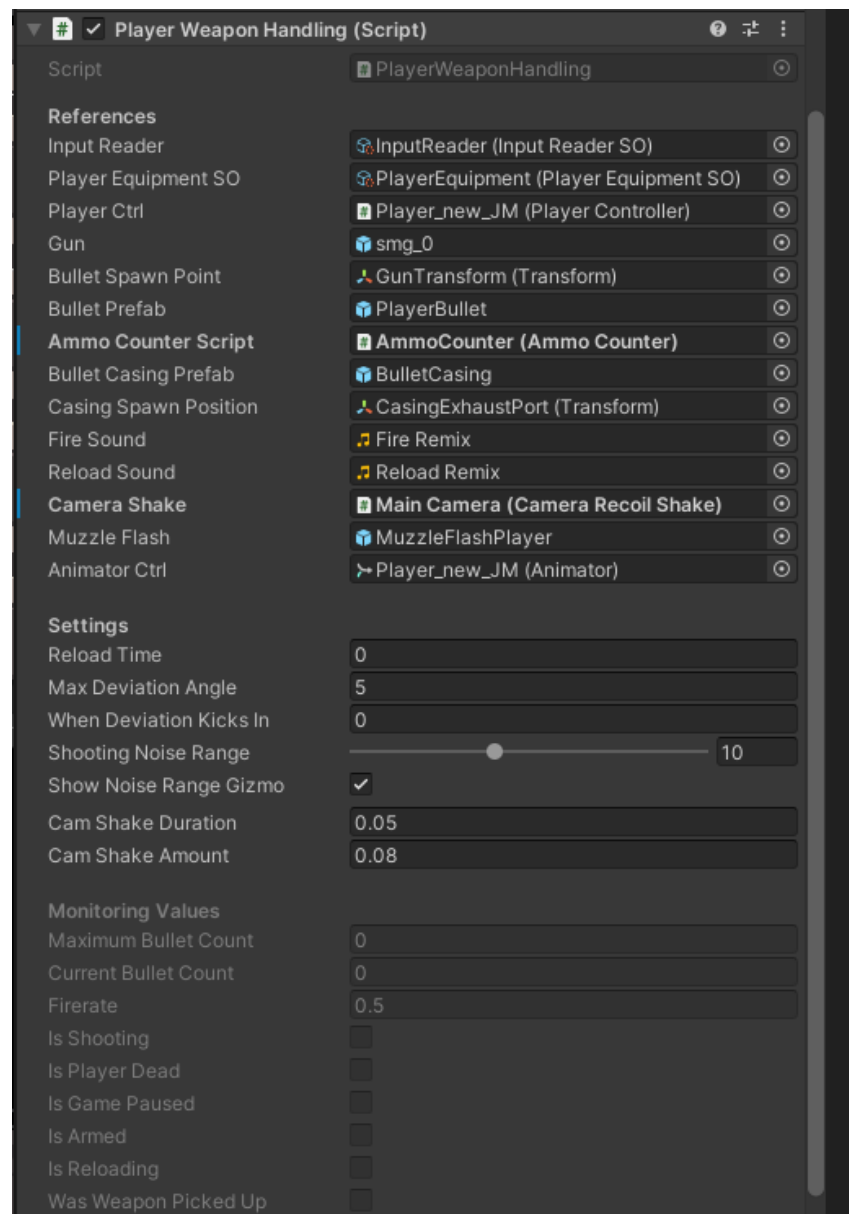 Player Weapon Handling (Script)
Script PlayerWeaponHandling
References
Input Reader InputReader (Input Reader SO)
Player Equipment SO PlayerEquipment (Player Equipment SO)
Player Ctrl Player_new_JM (Player Controller)
Gun smg_0
Bullet Spawn Point GunTransform (Transform)
Bullet Prefab PlayerBullet
Ammo Counter Script AmmoCounter (Ammo Counter)
Bullet Casing Prefab BulletCasing
Casing Spawn Position CasingExhaustPort (Transform)
Fire Sound Fire Remix
Reload Sound Reload Remix
Camera Shake Main Camera (Camera Recoil Shake)
Muzzle Flash MuzzleFlashPlayer
Animator Ctrl Player_new_JM (Animator)
Settings
Reload Time 0
Max Deviation Angle 5
When Deviation Kicks In 0
Shooting Noise Range 10
Show Noise Range Gizmo
Cam Shake Duration 0.05
Cam Shake Amount 0.08
Monitoring Values
Maximum Bullet Count 0
Current Bullet Count 0
Firerate 0.5
Is Shooting
Is Player Dead
Is Game Paused
Is Armed
Is Reloading
Was Weapon Picked Up